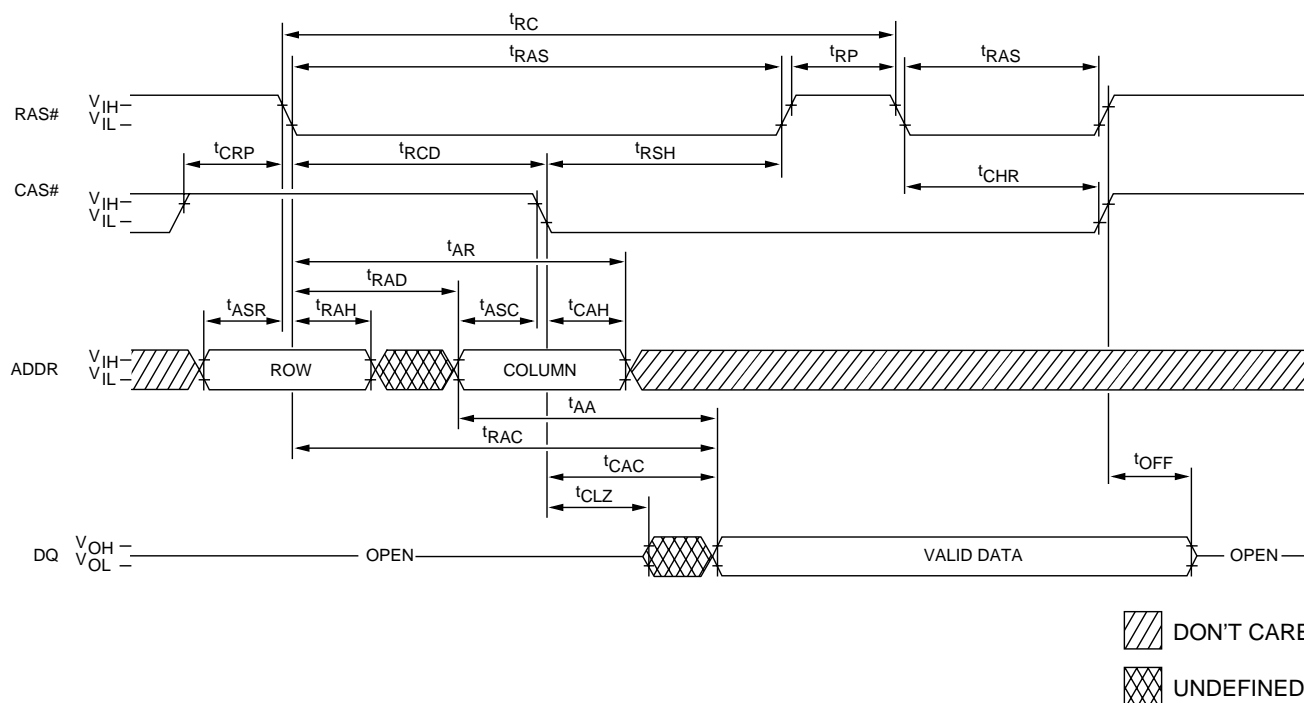 tRC
tRAS tRP tRAS
RAS# VIH
VIL
tCRP tRCD tRSH
tCHR
CAS# VIH
VIL
tAR
tRAD
tASR tRAH tASC tCAH
ADDR VIH
VIL ROW COLUMN
tAA
tRAC
tCAC tOFF
tCLZ
DQ VOH
VOL OPEN VALID DATA OPEN
DON'T CARE
UNDEFINED